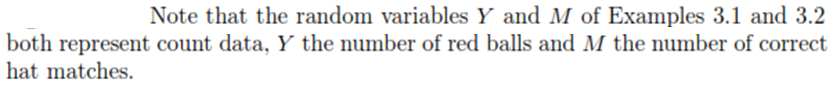 Note that the random variables Y and M of Examples 3.1 and 3.2
both represent count data, Y the number of red balls and M the number of correct
hat matches.